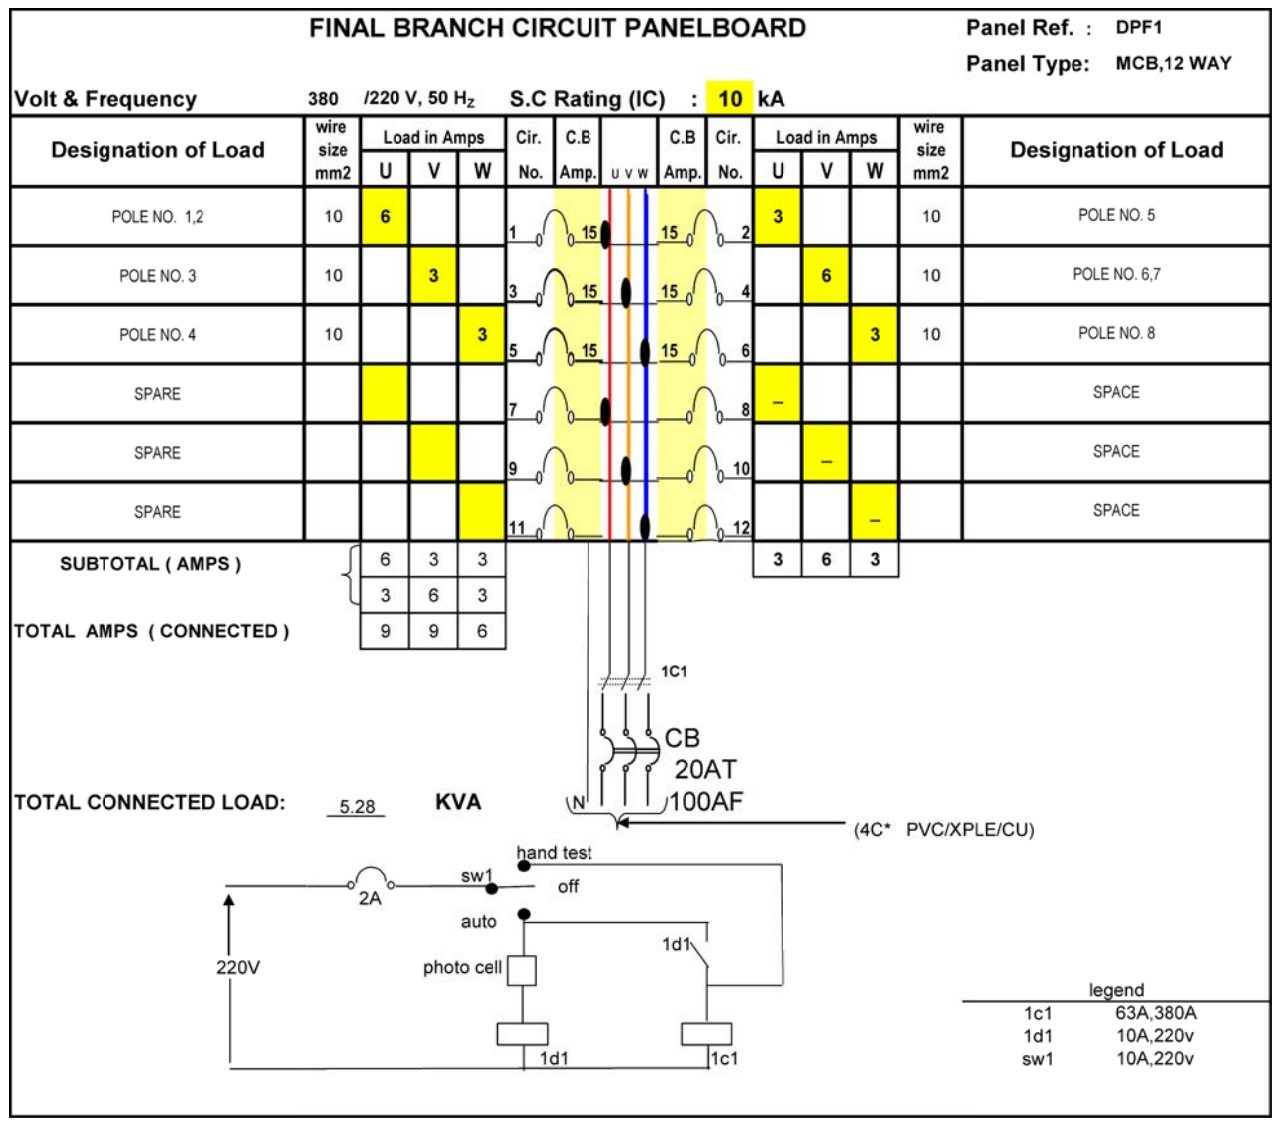 FINAL BRANCH CIRCUIT PANELBOARD
Panel Ref. : DPF1
Panel Type: MCB,12 WAY
Volt & Frequency 380 /220 V, 50 Hz S.C Rating (IC) : 10 kA
Designation of Load wire size mm2 Load in Amps Cir. No. C.B Amp. C.B Amp. Cir. No. Load in Amps wire size mm2 Designation of Load
U V W U V W U V W
POLE NO. 1,2 10 6 1 15 15 2 3 10 POLE NO. 5
POLE NO. 3 10 3 3 15 15 4 6 10 POLE NO. 6,7
POLE NO. 4 10 3 5 15 15 6 3 10 POLE NO. 8
SPARE 7 8 – SPACE
SPARE 9 10 – SPACE
SPARE 11 12 – SPACE
SUBTOTAL ( AMPS ) 6 3 3 3 6 3
3 6 3
TOTAL AMPS ( CONNECTED ) 9 9 6
1C1
CB
20AT
TOTAL CONNECTED LOAD: 5.28 KVA N 100AF
(4C* PVC/XPLE/CU)
hand test
sw1 off
2A
auto
1d1
220V photo cell
1d1 1c1
legend
1c1 63A,380A
1d1 10A,220v
sw1 10A,220v